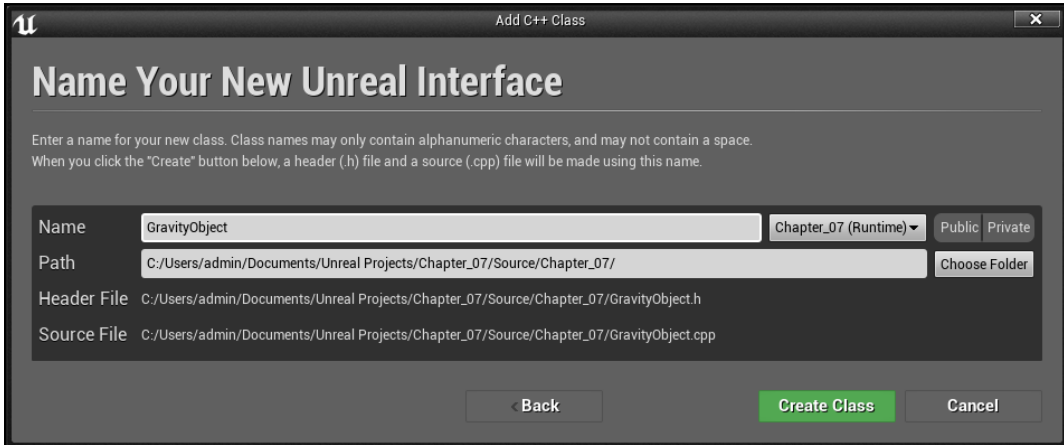 Add C++ Class
Name Your New Unreal Interface
Enter a name for your new class. Class names may only contain alphanumeric characters, and may not contain a space.
When you click the "Create" button below, a header (.h) file and a source (.cpp) file will be made using this name.
Name GravityObject Chapter_07 (Runtime) Public Private
Path C:/Users/admin/Documents/Unreal Projects/Chapter_07/Source/Chapter_07/ Choose Folder
Header File C:/Users/admin/Documents/Unreal Projects/Chapter_07/Source/Chapter_07/GravityObject.h
Source File C:/Users/admin/Documents/Unreal Projects/Chapter_07/Source/Chapter_07/GravityObject.cpp
Back Create Class Cancel